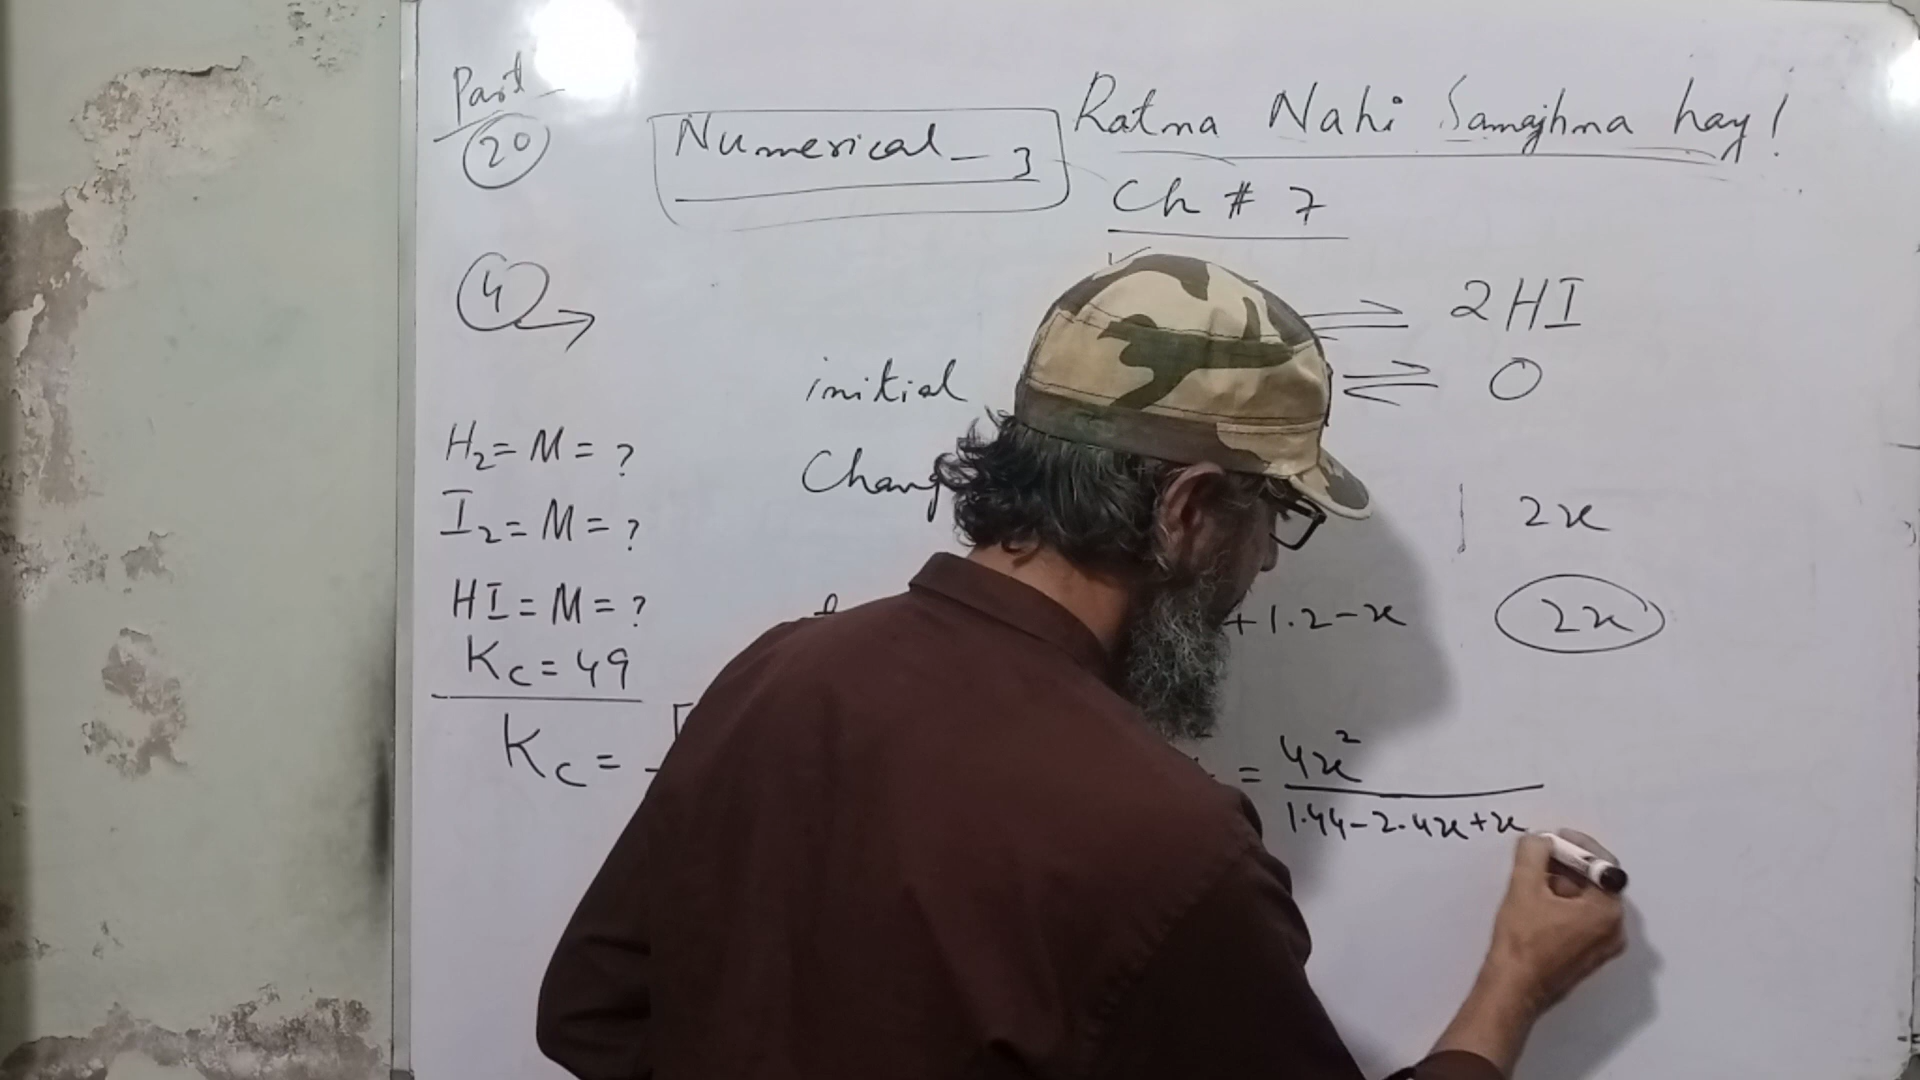 Part
20
Numerical - 3
Ratna Nahi Samajhna hay!
Ch # 7
4 →
⇌ 2HI
initial ⇌ 0
H₂ = M = ?
Chang
2x
I₂ = M = ?
HI = M = ?
+1.2-x 2x
Kc = 49
Kc =
= 4x²
1.44-2.4x+x